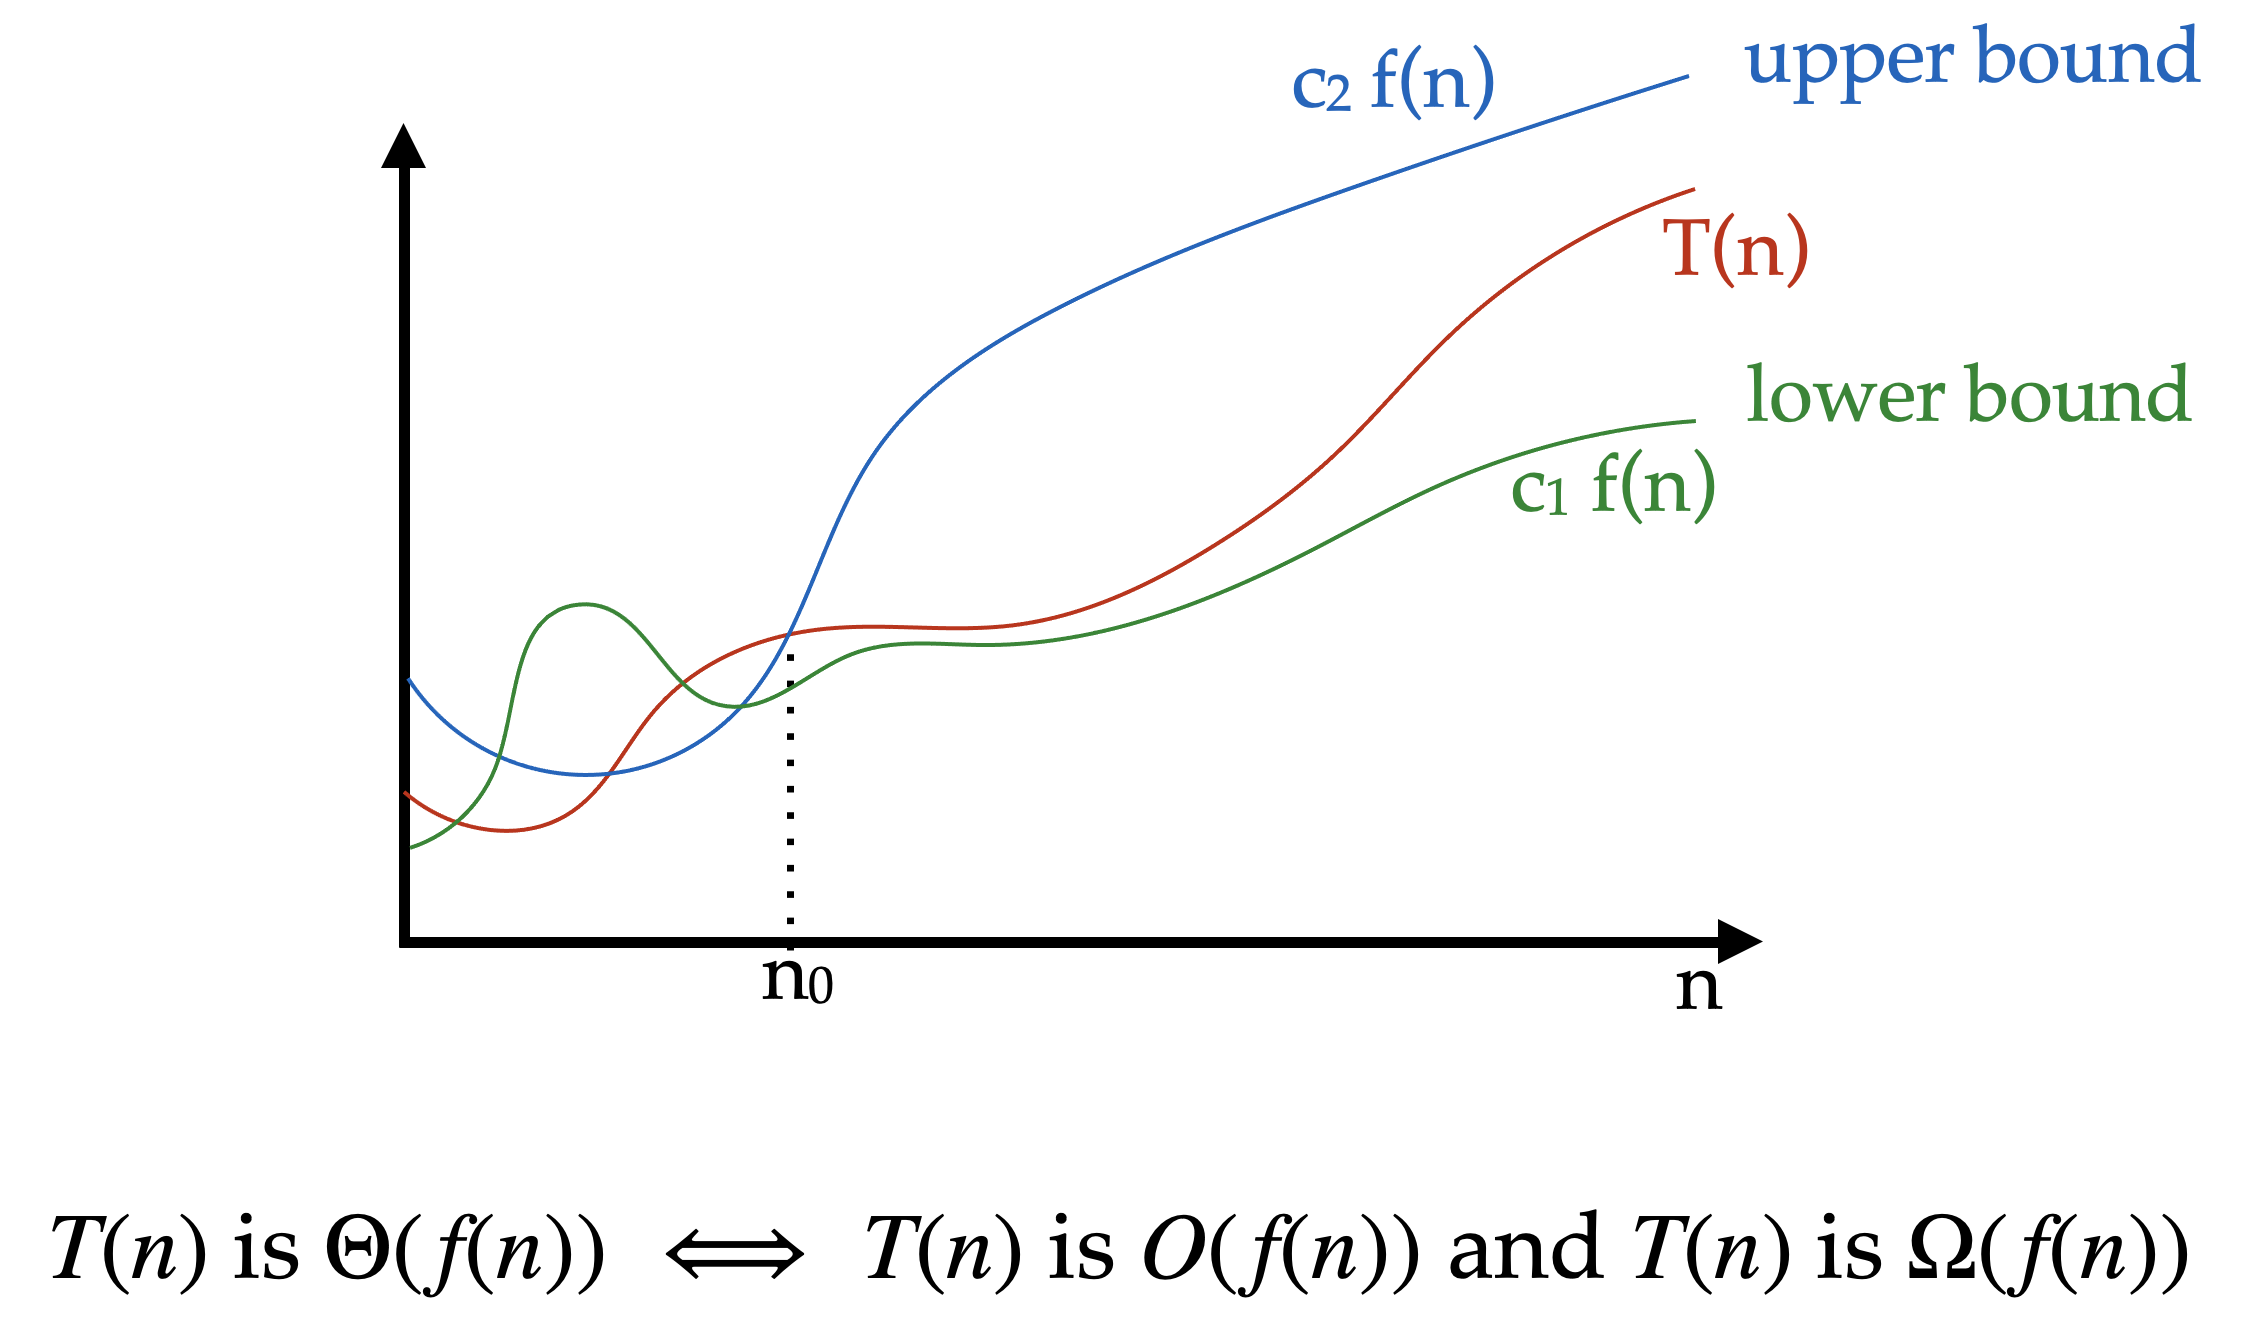 upper bound
c₂ f(n)
T(n)
lower bound
c₁ f(n)
n₀
n
T(n) is Θ(f(n)) ⟺ T(n) is O(f(n)) and T(n) is Ω(f(n))